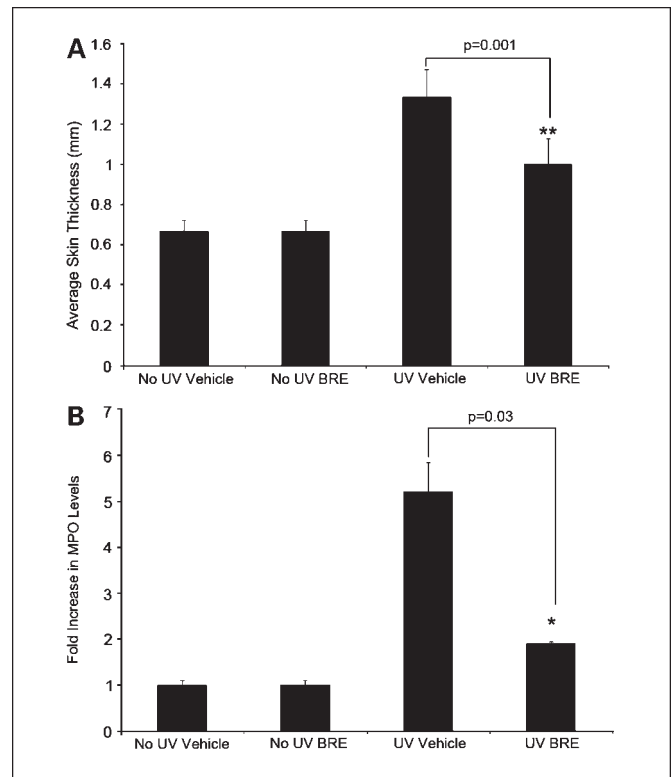 A
Average Skin Thickness (mm)
1.6
1.4
1.2
1
0.8
0.6
0.4
0.2
0
p=0.001
**
No UV Vehicle
No UV BRE
UV Vehicle
UV BRE
B
Fold Increase in MPO Levels
7
6
5
4
3
2
1
0
p=0.03
*
No UV Vehicle
No UV BRE
UV Vehicle
UV BRE